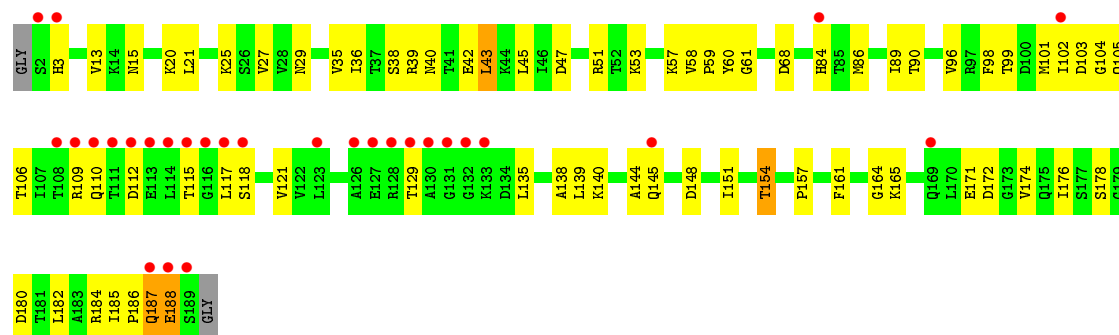 GLY S2 H3 V13 K14 N15 K20 L21 K25 S26 V27 V28 N29 V35 I36 T37 S38 R39 N40 T41 E42 L43 K44 L45 I46 D47 R51 T52 K53 K57 V58 P59 Y60 G61 D68 H84 T85 M86 I89 T90 V96 R97 F98 T99 D100 M101 I102 D103 G104
T106 I107 T108 R109 Q110 T111 D112 E113 L114 T115 G116 L117 S118 V121 V122 L123 A126 E127 R128 T129 A130 G131 G132 K133 D134 L135 A138 L139 K140 A144 Q145 D148 I151 T154 P157 F161 G164 K165 Q169 L170 E171 D172 G173 V174 Q175 I176 S177 S178
D180 T181 L182 A183 R184 I185 P186 Q187 E188 S189 GLY